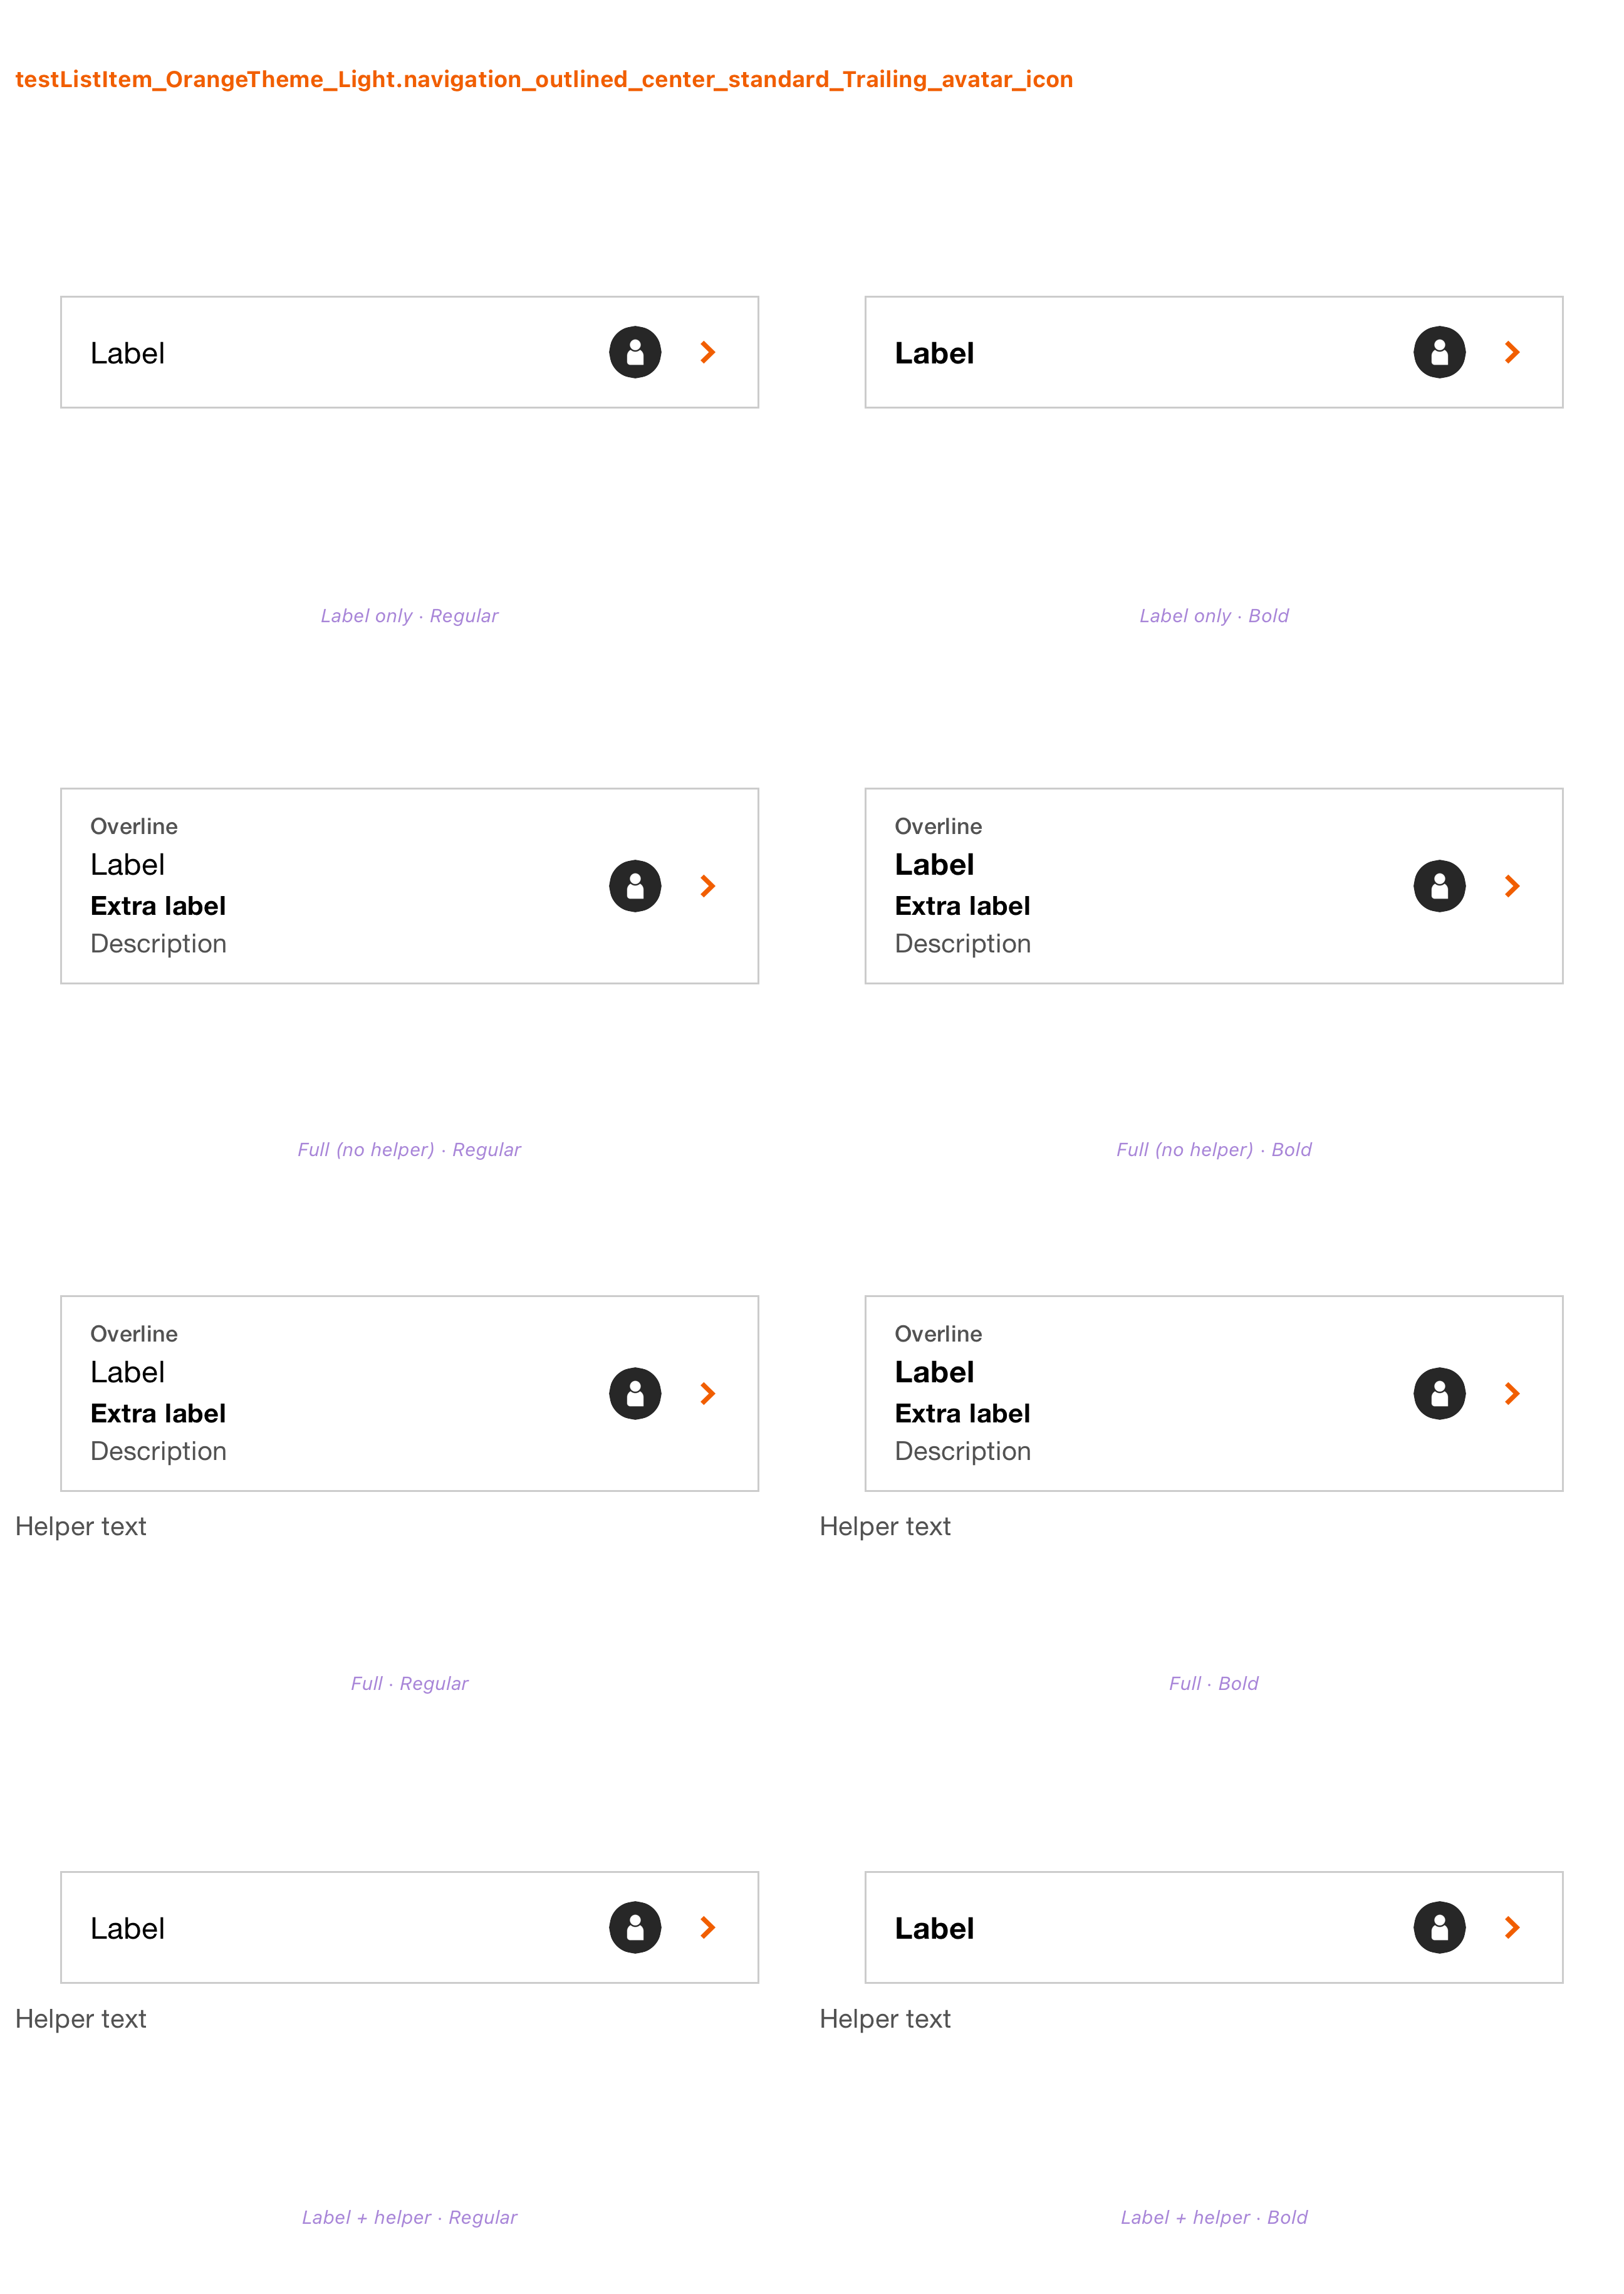 testListItem_OrangeTheme_Light.navigation_outlined_center_standard_Trailing_avatar_icon
Label
Label
Label only · Regular
Label only · Bold
Overline
Label
Extra label
Description
Overline
Label
Extra label
Description
Full (no helper) · Regular
Full (no helper) · Bold
Overline
Label
Extra label
Description
Helper text
Overline
Label
Extra label
Description
Helper text
Full · Regular
Full · Bold
Label
Helper text
Label
Helper text
Label + helper · Regular
Label + helper · Bold